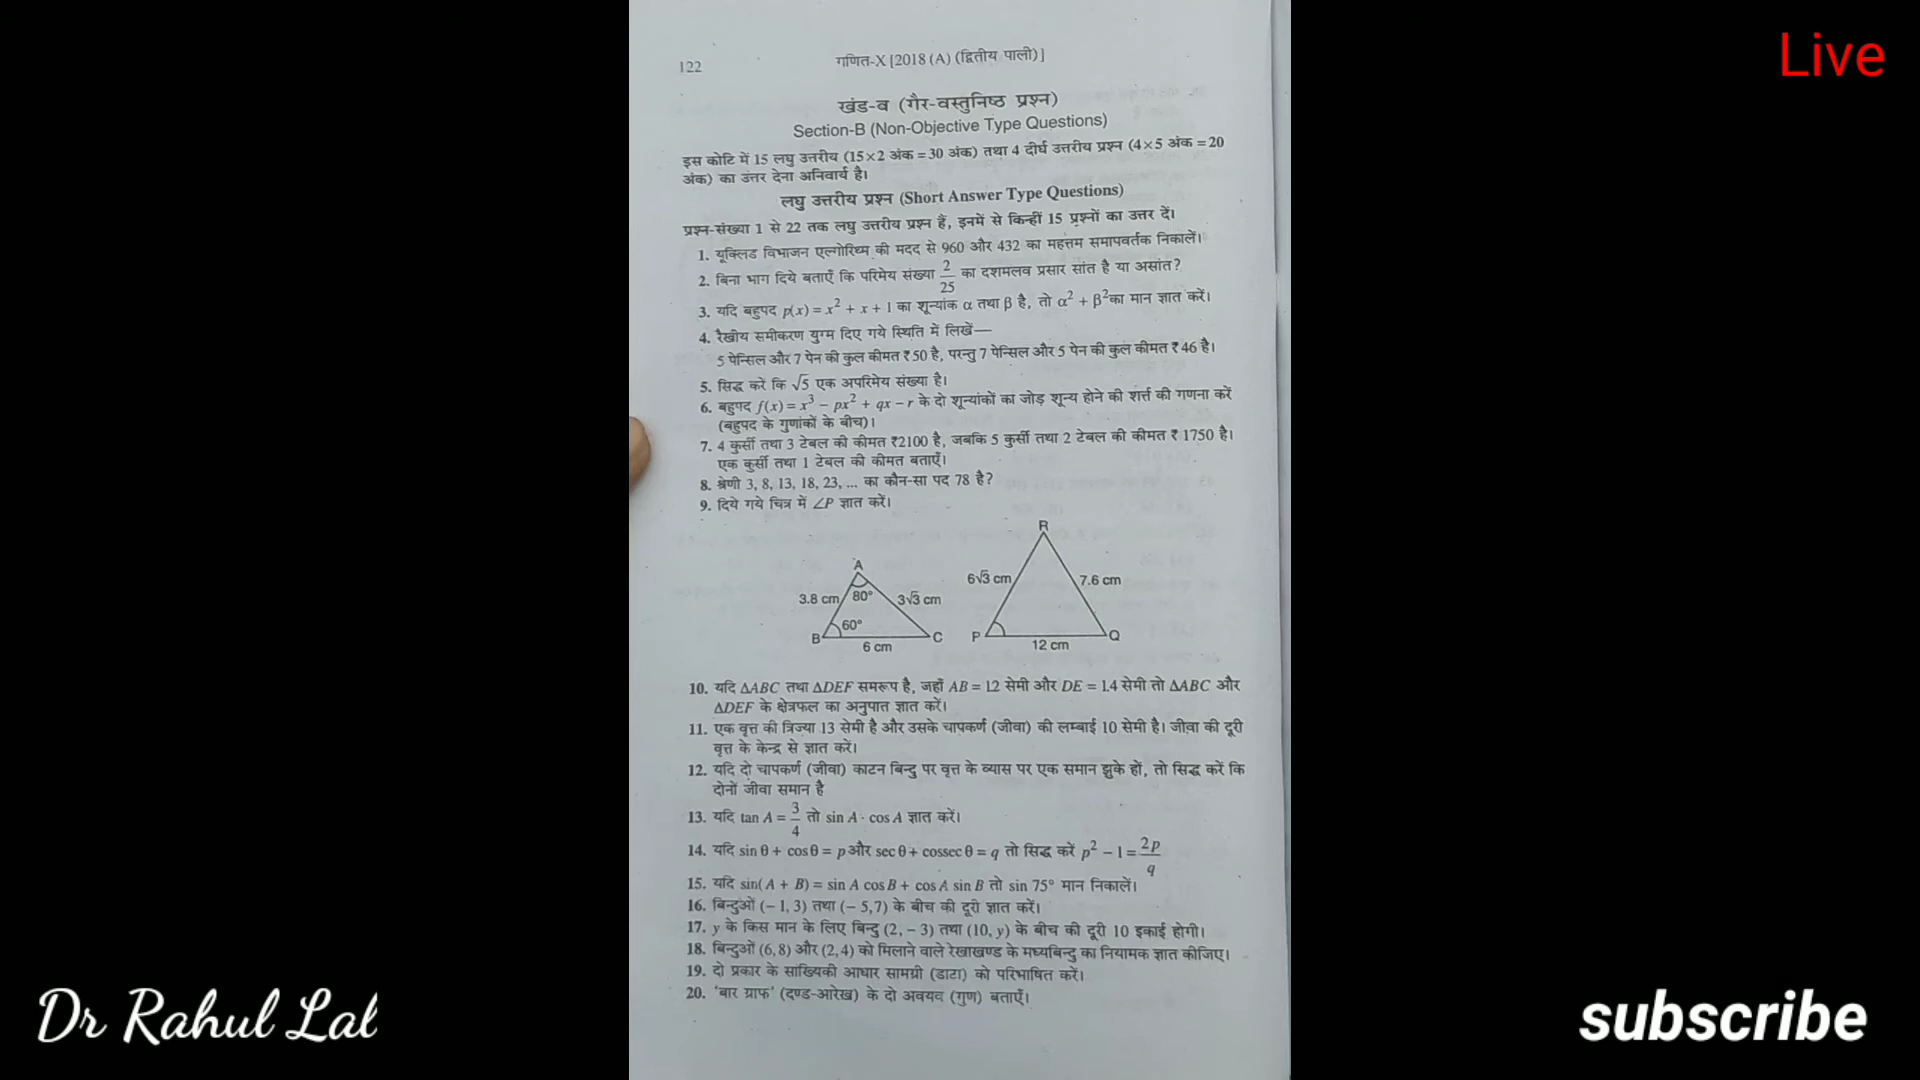 Live
122
गणित-X [2018 (A) (द्वितीय पाली)]
खंड-ब (गैर-वस्तुनिष्ठ प्रश्न)
Section-B (Non-Objective Type Questions)
इस कोटि में 15 लघु उत्तरीय (15×2 अंक = 30 अंक) तथा 4 दीर्घ उत्तरीय प्रश्न (4×5 अंक = 20
अंक) का उत्तर देना अनिवार्य है।
लघु उत्तरीय प्रश्न (Short Answer Type Questions)
प्रश्न-संख्या 1 से 22 तक लघु उत्तरीय प्रश्न हैं, इनमें से किन्हीं 15 प्रश्नों का उत्तर दें।
1. यूक्लिड विभाजन एल्गोरिथ्म की मदद से 960 और 432 का महत्तम समापवर्तक निकालें।
2. बिना भाग दिये बताएँ कि परिमेय संख्या 2/25 का दशमलव प्रसार सांत है या असांत?
3. यदि बहुपद p(x) = x² + x + 1 का शून्यांक α तथा β है, तो α² + β² का मान ज्ञात करें।
4. रैखीय समीकरण युग्म दिए गये स्थिति में लिखें—
5 पेन्सिल और 7 पेन की कुल कीमत ₹ 50 है, परन्तु 7 पेन्सिल और 5 पेन की कुल कीमत ₹ 46 है।
5. सिद्ध करें कि √5 एक अपरिमेय संख्या है।
6. बहुपद f(x) = x³ − px² + qx − r के दो शून्यांकों का जोड़ शून्य होने की शर्त्त की गणना करें
(बहुपद के गुणांकों के बीच)।
7. 4 कुर्सी तथा 3 टेबल की कीमत ₹2100 है, जबकि 5 कुर्सी तथा 2 टेबल की कीमत ₹ 1750 है।
एक कुर्सी तथा 1 टेबल की कीमत बताएँ।
8. श्रेणी 3, 8, 13, 18, 23, ... का कौन-सा पद 78 है?
9. दिये गये चित्र में ∠P ज्ञात करें।
R
A
6√3 cm
7.6 cm
3.8 cm
80°
3√3 cm
60°
B
C
P
Q
6 cm
12 cm
10. यदि ΔABC तथा ΔDEF समरूप है, जहाँ AB = 1.2 सेमी और DE = 1.4 सेमी तो ΔABC और
ΔDEF के क्षेत्रफल का अनुपात ज्ञात करें।
11. एक वृत्त की त्रिज्या 13 सेमी है और उसके चापकर्ण (जीवा) की लम्बाई 10 सेमी है। जीवा की दूरी
वृत्त के केन्द्र से ज्ञात करें।
12. यदि दो चापकर्ण (जीवा) काटन बिन्दु पर वृत्त के व्यास पर एक समान झुके हों, तो सिद्ध करें कि
दोनों जीवा समान है
13. यदि tan A = 3/4 तो sin A · cos A ज्ञात करें।
14. यदि sin θ + cos θ = p और sec θ + cossec θ = q तो सिद्ध करें p² − 1 = 2p/q
15. यदि sin(A + B) = sin A cos B + cos A sin B तो sin 75° मान निकालें।
16. बिन्दुओं (− 1, 3) तथा (− 5, 7) के बीच की दूरी ज्ञात करें।
17. y के किस मान के लिए बिन्दु (2, − 3) तथा (10, y) के बीच की दूरी 10 इकाई होगी।
18. बिन्दुओं (6, 8) और (2, 4) को मिलाने वाले रेखाखण्ड के मध्यबिन्दु का नियामक ज्ञात कीजिए।
19. दो प्रकार के सांख्यिकी आधार सामग्री (डाटा) को परिभाषित करें।
20. 'बार ग्राफ' (दण्ड-आरेख) के दो अवयव (गुण) बताएँ।
Dr Rahul Lal
subscribe